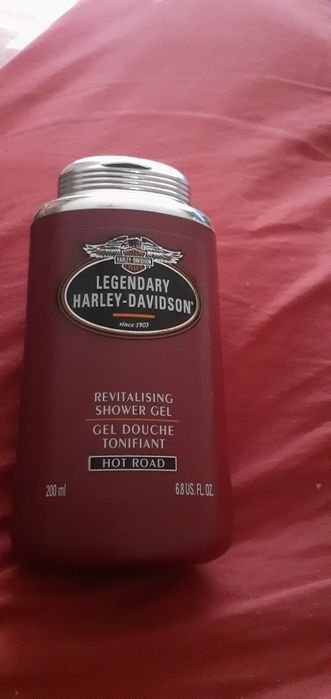 HARLEY-DAVIDSON
LEGENDARY
HARLEY-DAVIDSON®
since 1903
REVITALISING
SHOWER GEL
GEL DOUCHE
TONIFIANT
HOT ROAD
200 ml 6.8 US. FL. OZ.